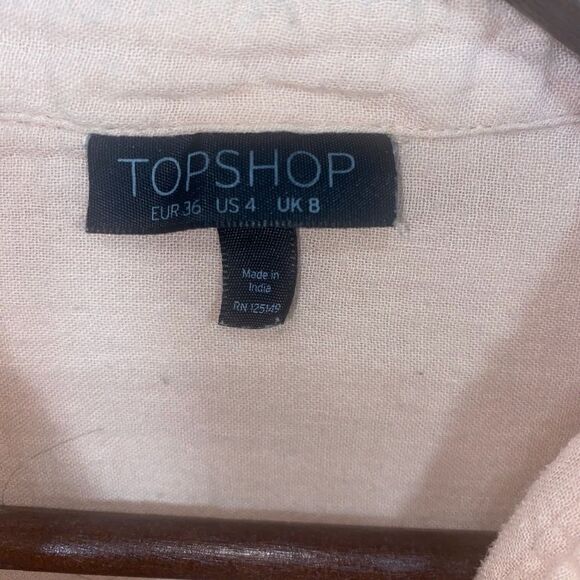 TOPSHOP
EUR 36 US 4 UK 8
Made in
India
RN 125149